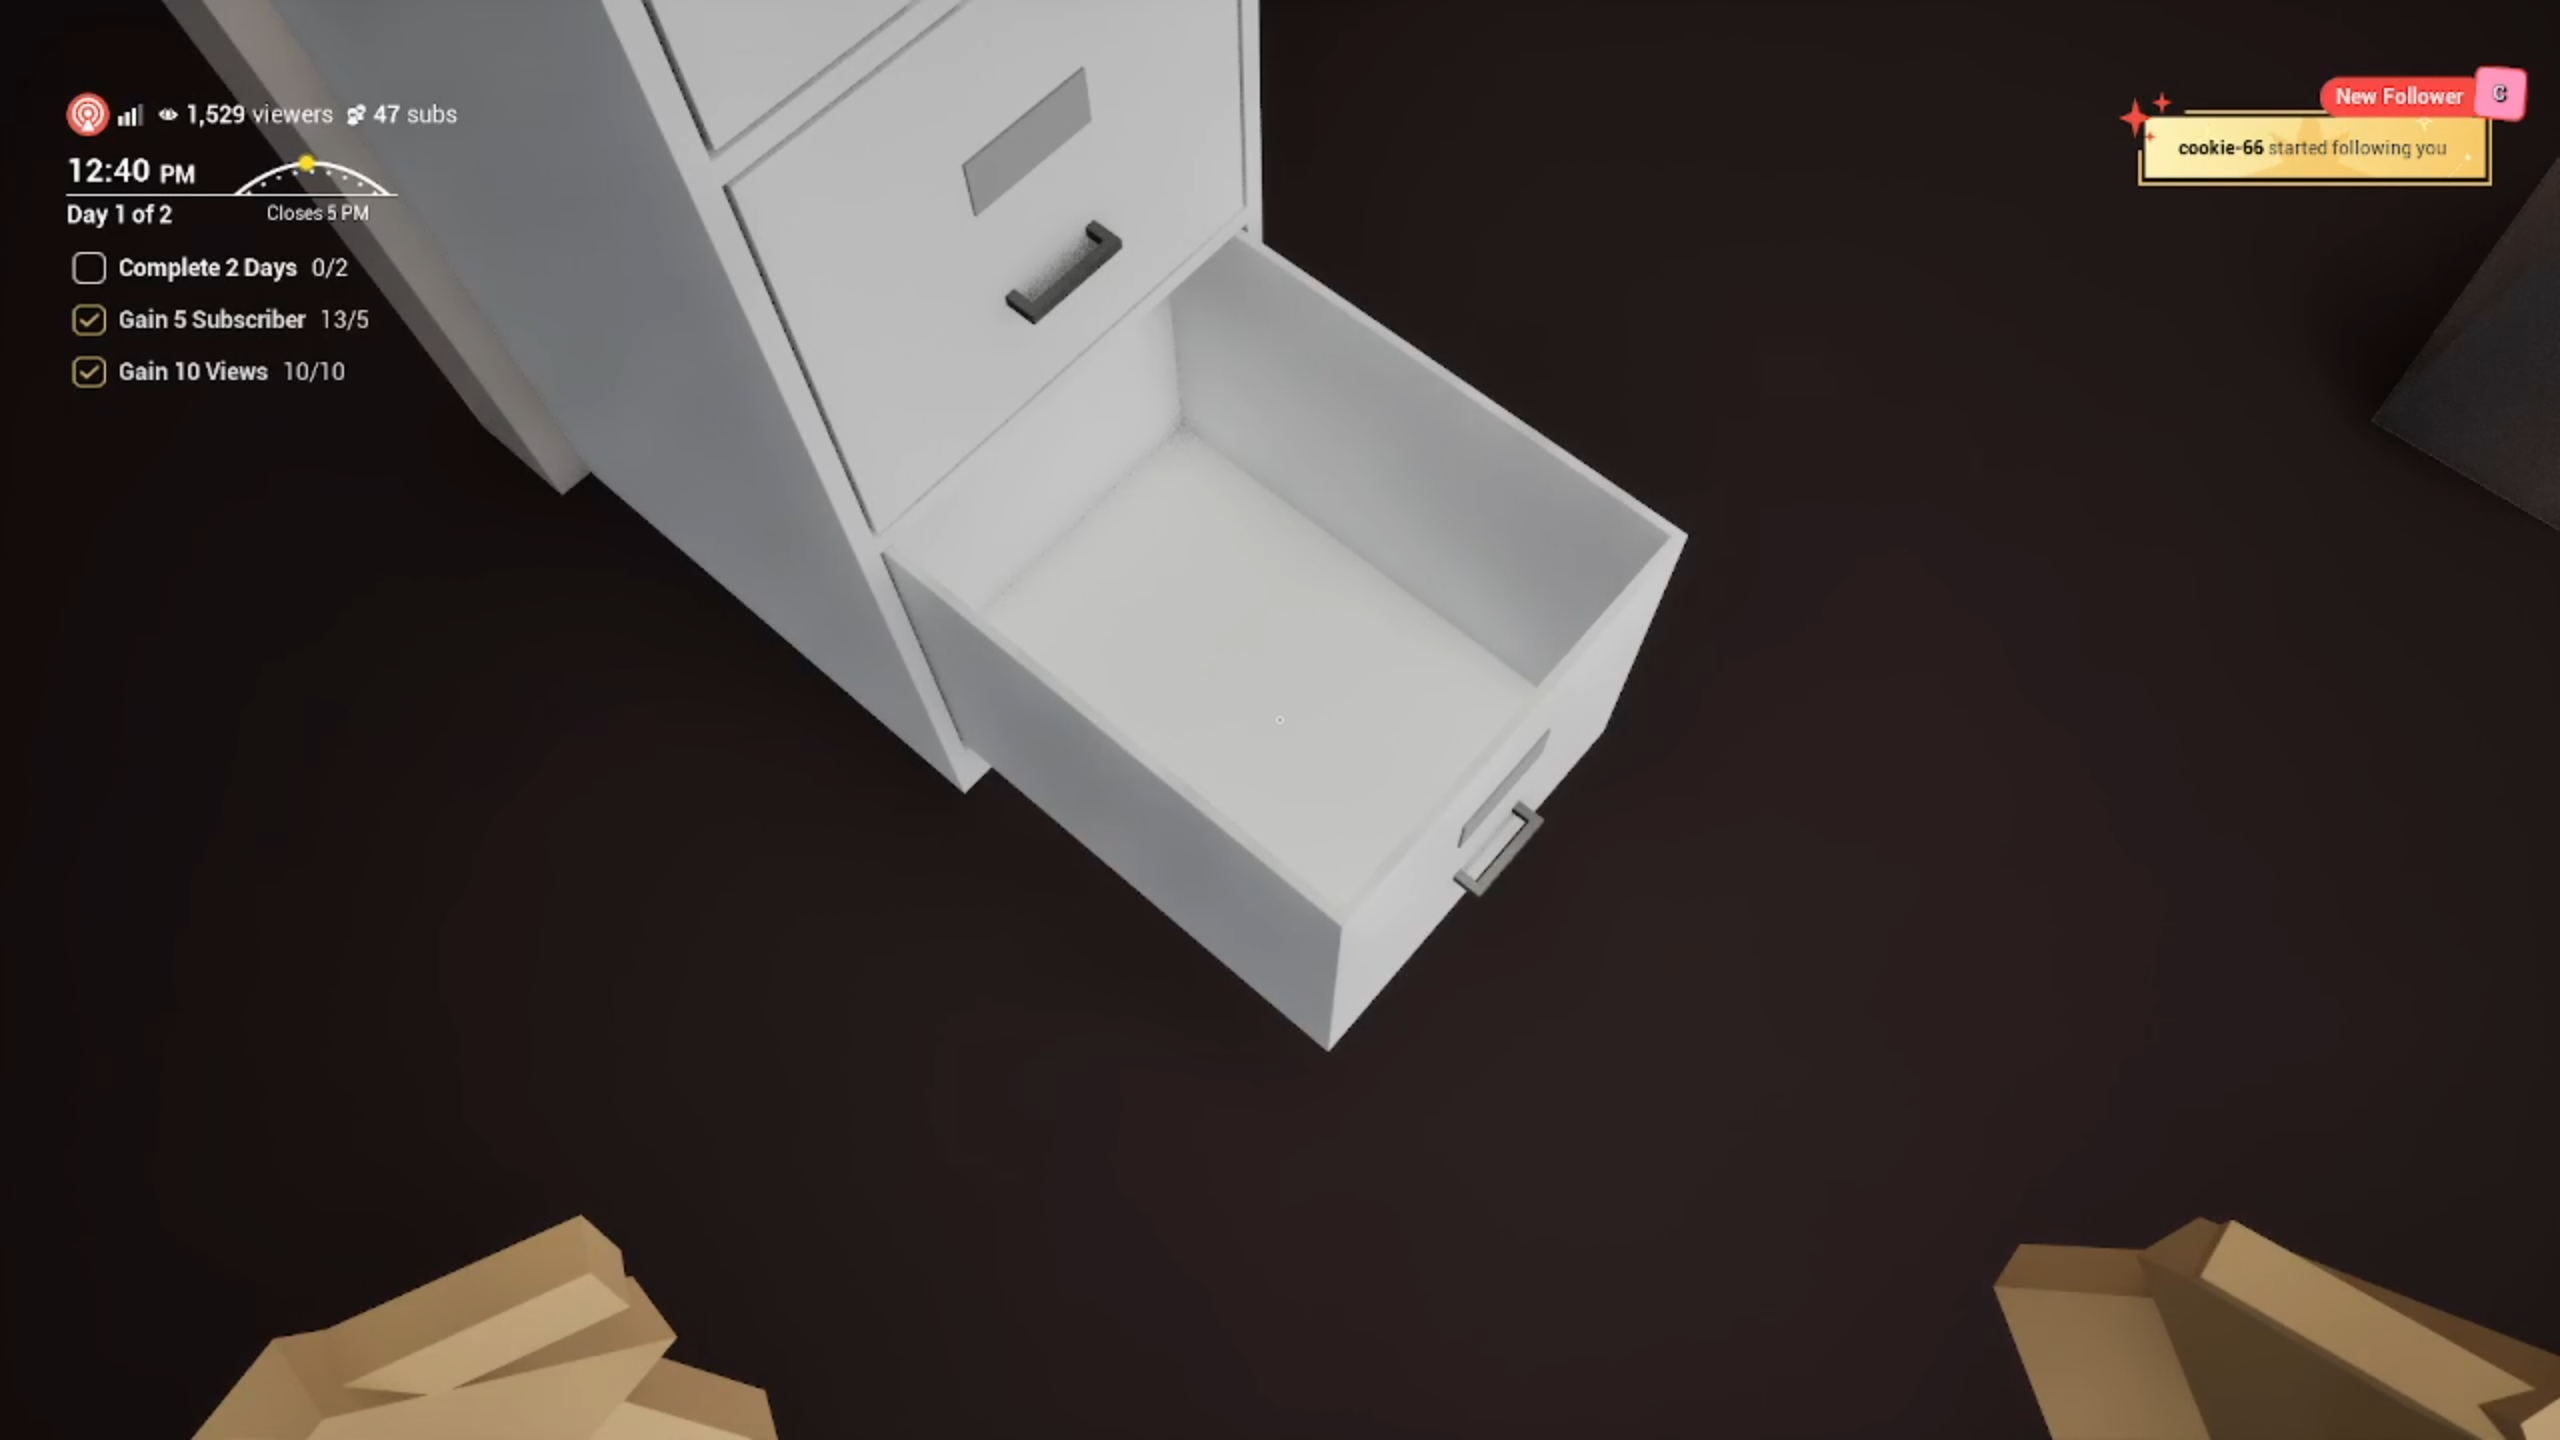 1,529 viewers 47 subs
12:40 PM
Day 1 of 2
Closes 5 PM
Complete 2 Days 0/2
Gain 5 Subscriber 13/5
Gain 10 Views 10/10
New Follower
C
cookie-66 started following you